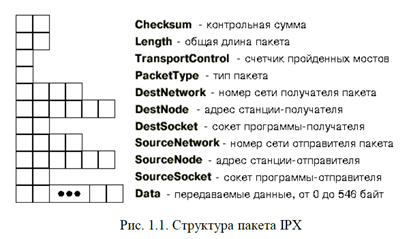 Checksum - контрольная сумма
Length - общая длина пакета
TransportControl - счетчик пройденных мостов
PacketType - тип пакета
DestNetwork - номер сети получателя пакета
DestNode - адрес станции-получателя
DestSocket - сокет программы-получателя
SourceNetwork - номер сети отправителя пакета
SourceNode - адрес станции-отправителя
SourceSocket - сокет программы-отправителя
Data - передаваемые данные, от 0 до 546 байт
Рис. 1.1. Структура пакета IPX